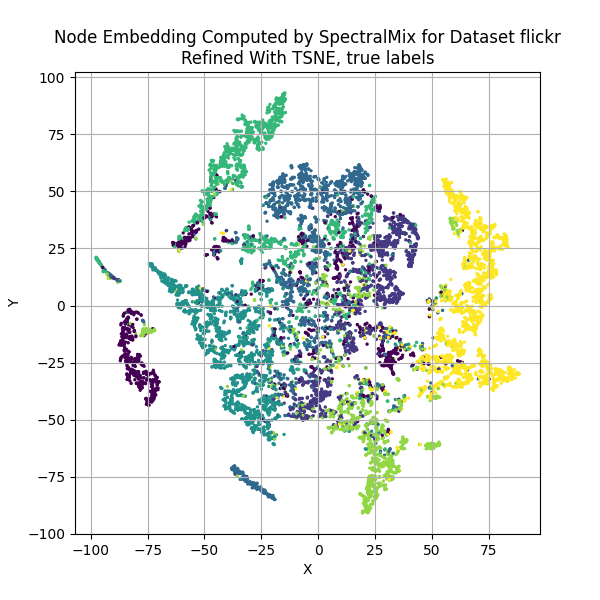 Node Embedding Computed by SpectralMix for Dataset flickr
Refined With TSNE, true labels
100
75
50
25
0
−25
−50
−75
−100
Y
−100 −75 −50 −25 0 25 50 75
X